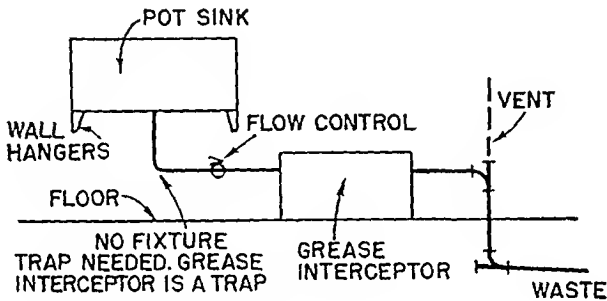 POT SINK
VENT
WALL
HANGERS
FLOW CONTROL
FLOOR
NO FIXTURE
TRAP NEEDED. GREASE
INTERCEPTOR IS A TRAP
GREASE
INTERCEPTOR
WASTE